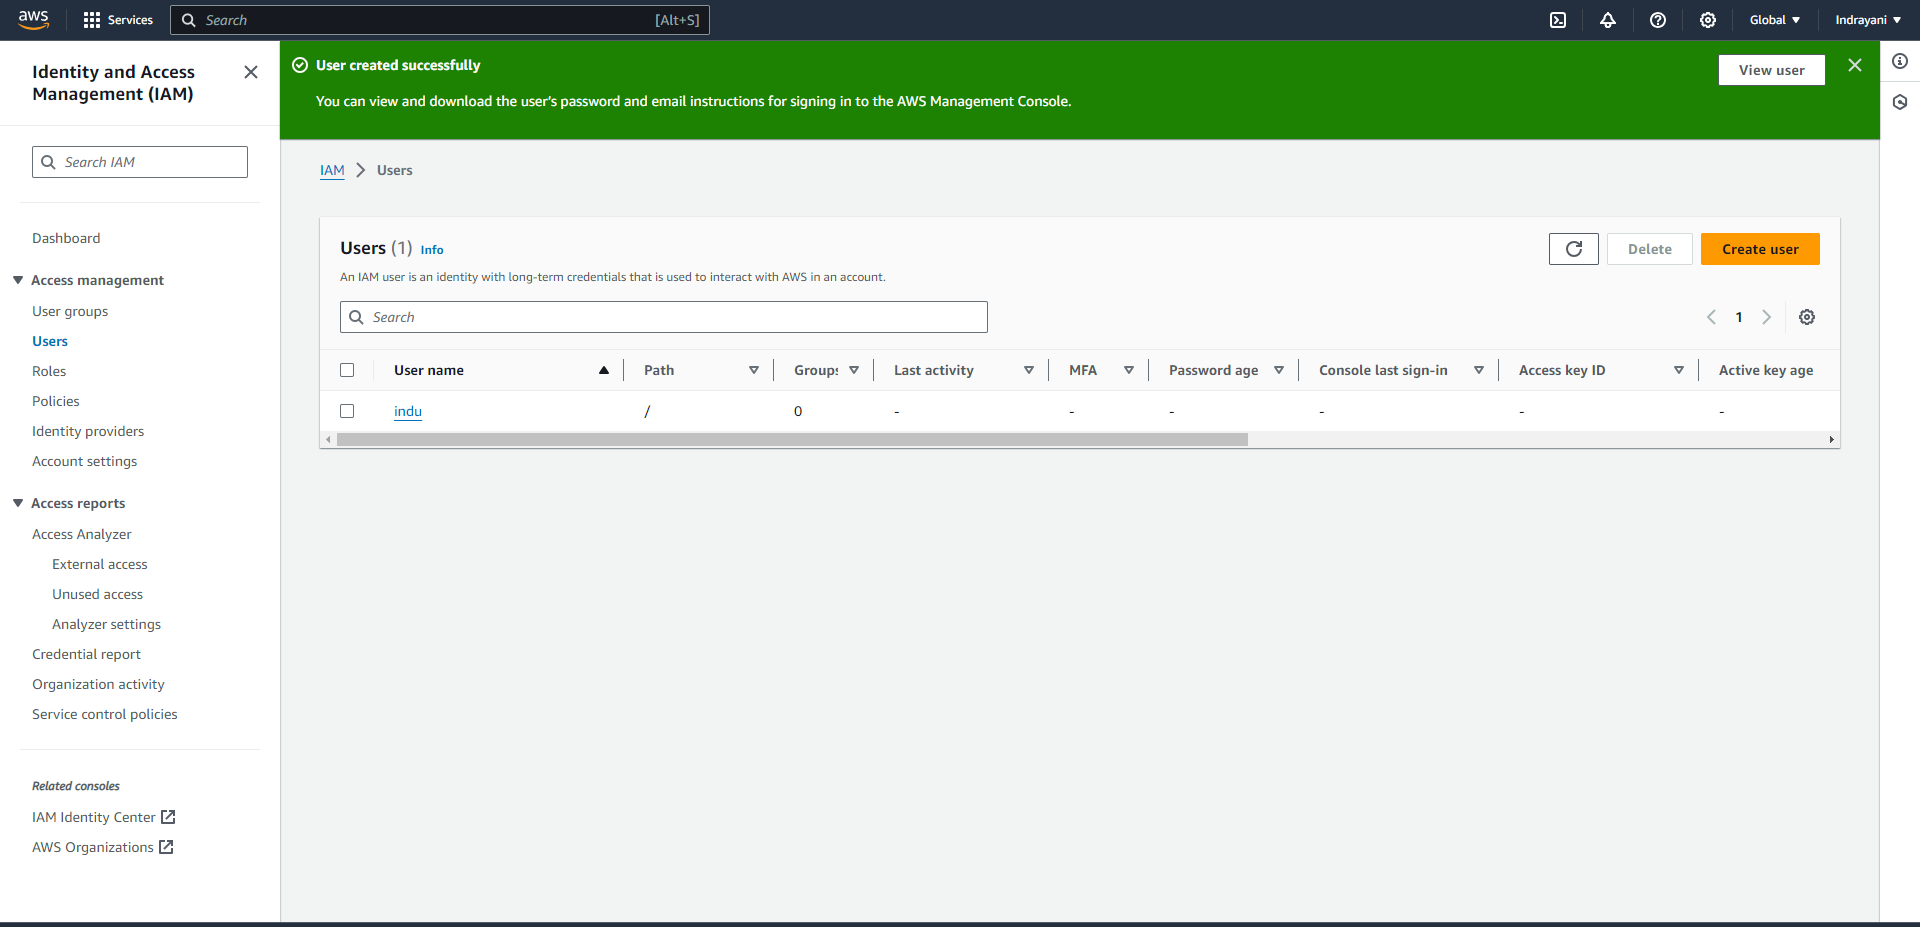 aws
Services
Search
[Alt+S]
Global
Indrayani
Identity and Access
Management (IAM)
Search IAM
Dashboard
Access management
User groups
Users
Roles
Policies
Identity providers
Account settings
Access reports
Access Analyzer
External access
Unused access
Analyzer settings
Credential report
Organization activity
Service control policies
Related consoles
IAM Identity Center
AWS Organizations
User created successfully
You can view and download the user's password and email instructions for signing in to the AWS Management Console.
View user
IAM
Users
Users (1) Info
An IAM user is an identity with long-term credentials that is used to interact with AWS in an account.
Delete
Create user
Search
1
User name Path Groups Last activity MFA Password age Console last sign-in Access key ID Active key age
indu / 0 - - - - - -